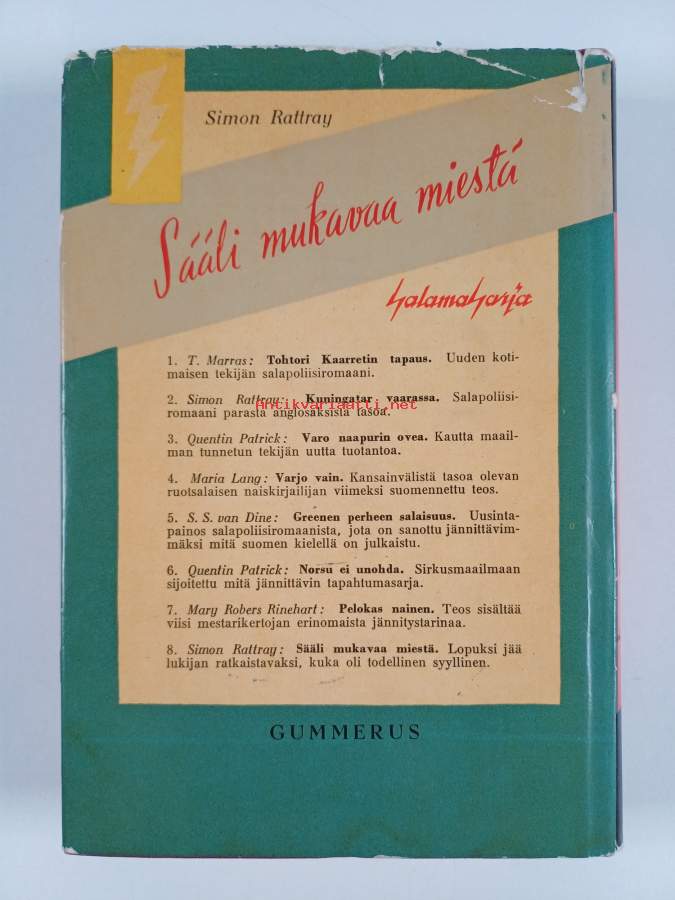 Simon Rattray
Sääli mukavaa miestä
Salamasarja
1. T. Marras: Tohtori Kaarretin tapaus. Uuden koti-
maisen tekijän salapoliisiromaani.
2. Simon Rattray: Kuningatar vaarassa. Salapoliisi-
romaani parasta anglosaksista tasoa.
Antikvariaatti.net
3. Quentin Patrick: Varo naapurin ovea. Kautta maail-
man tunnetun tekijän uutta tuotantoa.
4. Maria Lang: Varjo vain. Kansainvälistä tasoa olevan
ruotsalaisen naiskirjailijan viimeksi suomennettu teos.
5. S. S. van Dine: Greenen perheen salaisuus. Uusinta-
painos salapoliisiromaanista, jota on sanottu jännittävim-
mäksi mitä suomen kielellä on julkaistu.
6. Quentin Patrick: Norsu ei unohda. Sirkusmaailmaan
sijoitettu mitä jännittävin tapahtumasarja.
7. Mary Robers Rinehart: Pelokas nainen. Teos sisältää
viisi mestarikertojan erinomaista jännitystarinaa.
8. Simon Rattray: Sääli mukavaa miestä. Lopuksi jää
lukijan ratkaistavaksi, kuka oli todellinen syyllinen.
GUMMERUS